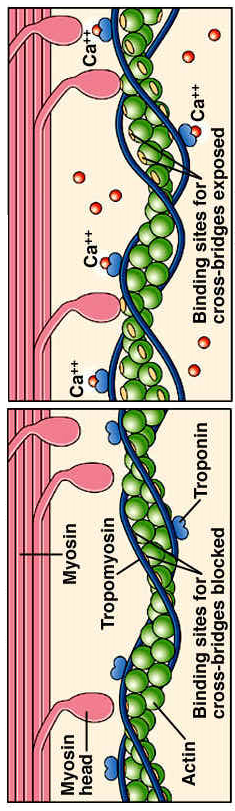 Myosin
head
Myosin
Tropomyosin
Troponin
Actin
Binding sites for
cross-bridges blocked
Ca++
Ca++
Ca++
Ca++
Binding sites for
cross-bridges exposed